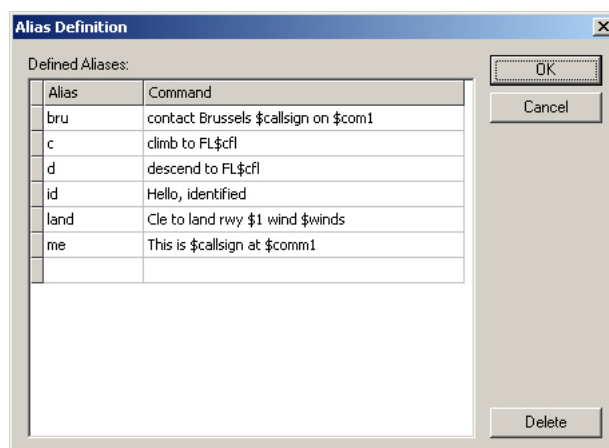 Alias Definition
Defined Aliases:
OK
Alias Command
Cancel
bru contact Brussels $callsign on $com1
c climb to FL$cfl
d descend to FL$cfl
id Hello, identified
land Cle to land rwy $1 wind $winds
me This is $callsign at $comm1
Delete